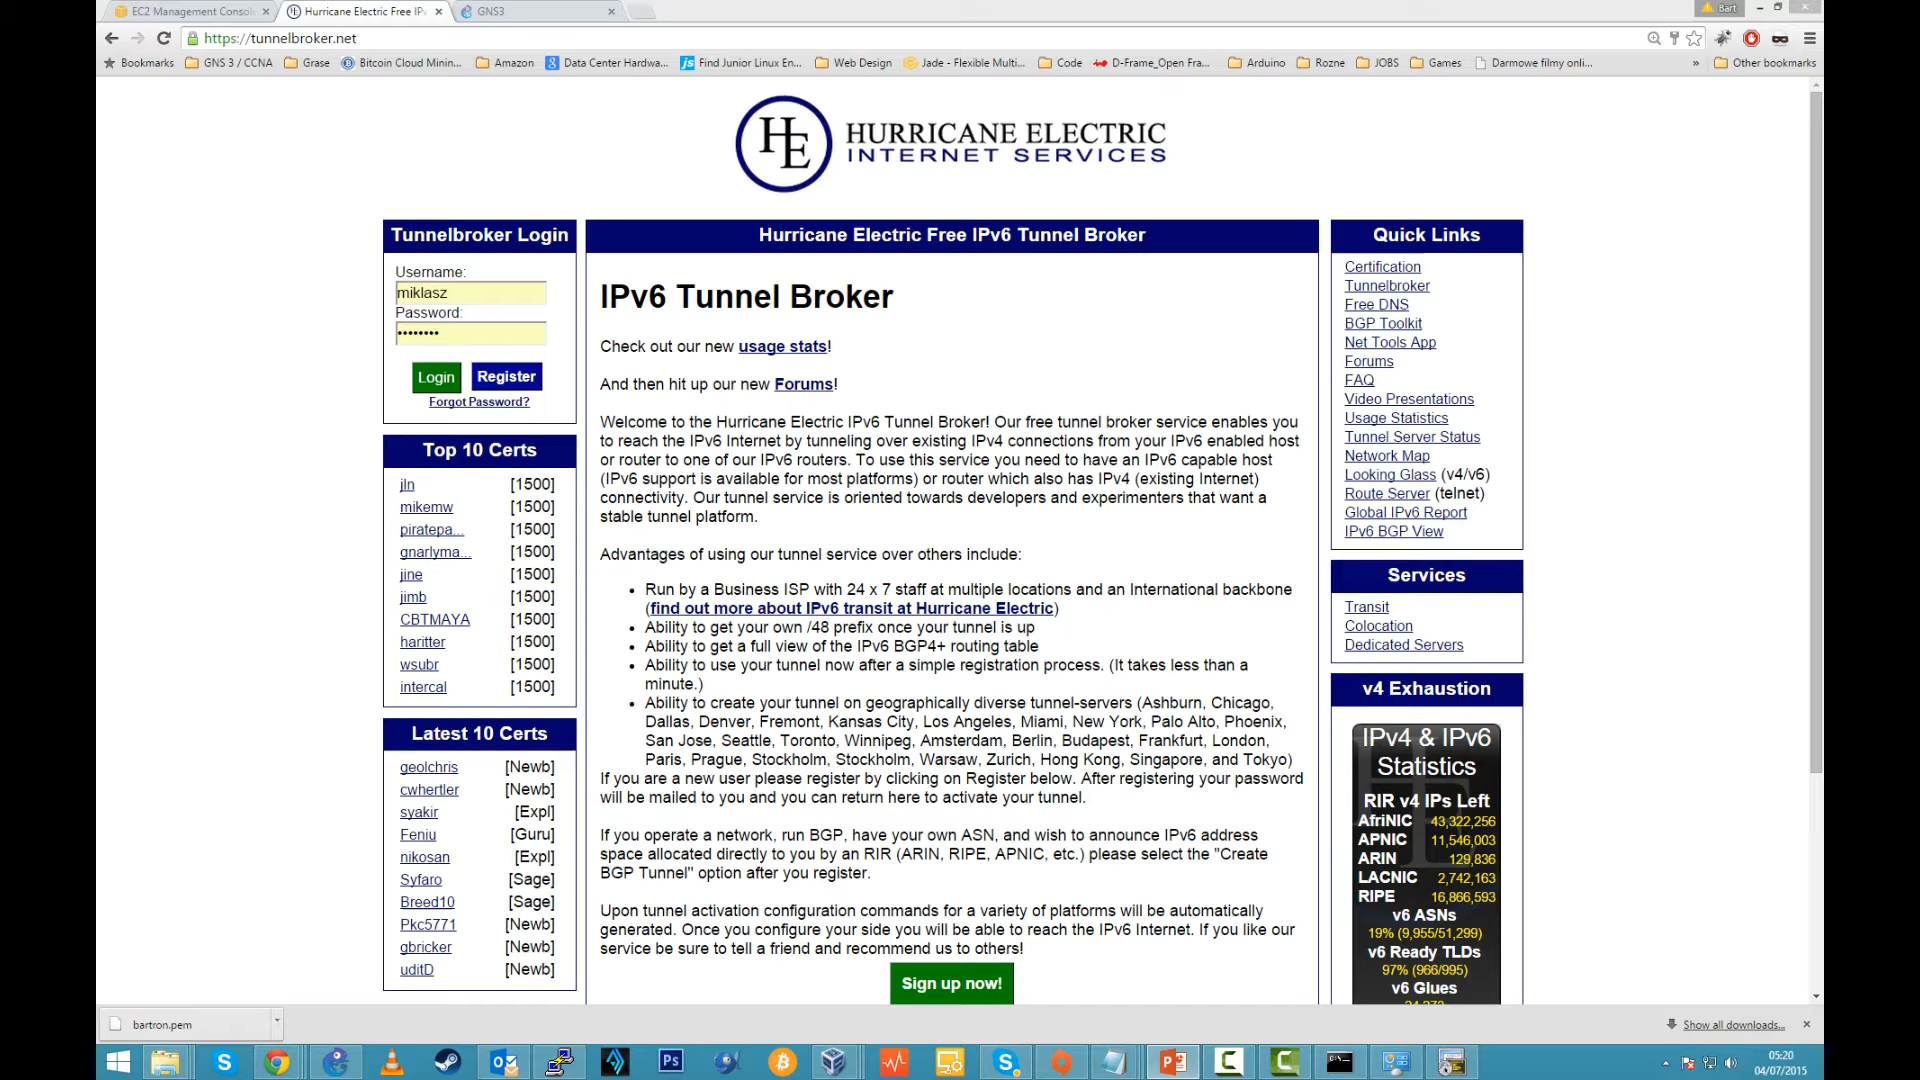 EC2 Management Consol
Hurricane Electric Free IP
GNS3
Bart
https://tunnelbroker.net
Bookmarks
GNS 3 / CCNA
Grase
Bitcoin Cloud Minin...
Amazon
Data Center Hardwa...
Find Junior Linux En...
Web Design
Jade - Flexible Multi...
Code
D-Frame_Open Fra...
Arduino
Rozne
JOBS
Games
Darmowe filmy onli...
»
Other bookmarks
HE
HURRICANE ELECTRIC
INTERNET SERVICES
Tunnelbroker Login
Username:
miklasz
Password:
••••••••
Login
Register
Forgot Password?
Top 10 Certs
jln [1500]
mikemw [1500]
piratepa... [1500]
gnarlyma... [1500]
jine [1500]
jimb [1500]
CBTMAYA [1500]
haritter [1500]
wsubr [1500]
intercal [1500]
Latest 10 Certs
geolchris [Newb]
cwhertler [Newb]
syakir [Expl]
Feniu [Guru]
nikosan [Expl]
Syfaro [Sage]
Breed10 [Sage]
Pkc5771 [Newb]
gbricker [Newb]
uditD [Newb]
Hurricane Electric Free IPv6 Tunnel Broker
IPv6 Tunnel Broker
Check out our new usage stats!
And then hit up our new Forums!
Welcome to the Hurricane Electric IPv6 Tunnel Broker! Our free tunnel broker service enables you
to reach the IPv6 Internet by tunneling over existing IPv4 connections from your IPv6 enabled host
or router to one of our IPv6 routers. To use this service you need to have an IPv6 capable host
(IPv6 support is available for most platforms) or router which also has IPv4 (existing Internet)
connectivity. Our tunnel service is oriented towards developers and experimenters that want a
stable tunnel platform.
Advantages of using our tunnel service over others include:
• Run by a Business ISP with 24 x 7 staff at multiple locations and an International backbone
(find out more about IPv6 transit at Hurricane Electric)
• Ability to get your own /48 prefix once your tunnel is up
• Ability to get a full view of the IPv6 BGP4+ routing table
• Ability to use your tunnel now after a simple registration process. (It takes less than a
minute.)
• Ability to create your tunnel on geographically diverse tunnel-servers (Ashburn, Chicago,
Dallas, Denver, Fremont, Kansas City, Los Angeles, Miami, New York, Palo Alto, Phoenix,
San Jose, Seattle, Toronto, Winnipeg, Amsterdam, Berlin, Budapest, Frankfurt, London,
Paris, Prague, Stockholm, Stockholm, Warsaw, Zurich, Hong Kong, Singapore, and Tokyo)
If you are a new user please register by clicking on Register below. After registering your password
will be mailed to you and you can return here to activate your tunnel.
If you operate a network, run BGP, have your own ASN, and wish to announce IPv6 address
space allocated directly to you by an RIR (ARIN, RIPE, APNIC, etc.) please select the "Create
BGP Tunnel" option after you register.
Upon tunnel activation configuration commands for a variety of platforms will be automatically
generated. Once you configure your side you will be able to reach the IPv6 Internet. If you like our
service be sure to tell a friend and recommend us to others!
Sign up now!
Quick Links
Certification
Tunnelbroker
Free DNS
BGP Toolkit
Net Tools App
Forums
FAQ
Video Presentations
Usage Statistics
Tunnel Server Status
Network Map
Looking Glass (v4/v6)
Route Server (telnet)
Global IPv6 Report
IPv6 BGP View
Services
Transit
Colocation
Dedicated Servers
v4 Exhaustion
IPv4 & IPv6
Statistics
RIR v4 IPs Left
AfriNIC 43,322,256
APNIC 11,546,003
ARIN 129,836
LACNIC 2,742,163
RIPE 16,866,593
v6 ASNs
19% (9,955/51,299)
v6 Ready TLDs
97% (966/995)
v6 Glues
bartron.pem
Show all downloads...
05:20
04/07/2015